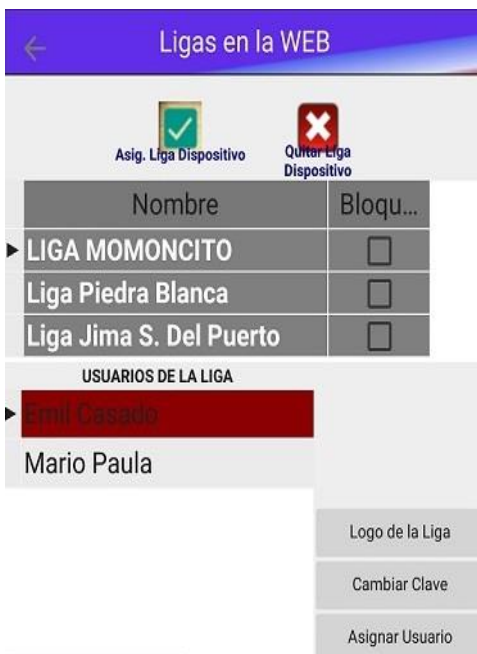 Ligas en la WEB
Asig. Liga Dispositivo
Quitar Liga
Dispositivo
Nombre Bloqu...
LIGA MOMONCITO
Liga Piedra Blanca
Liga Jima S. Del Puerto
USUARIOS DE LA LIGA
Emil Casado
Mario Paula
Logo de la Liga
Cambiar Clave
Asignar Usuario